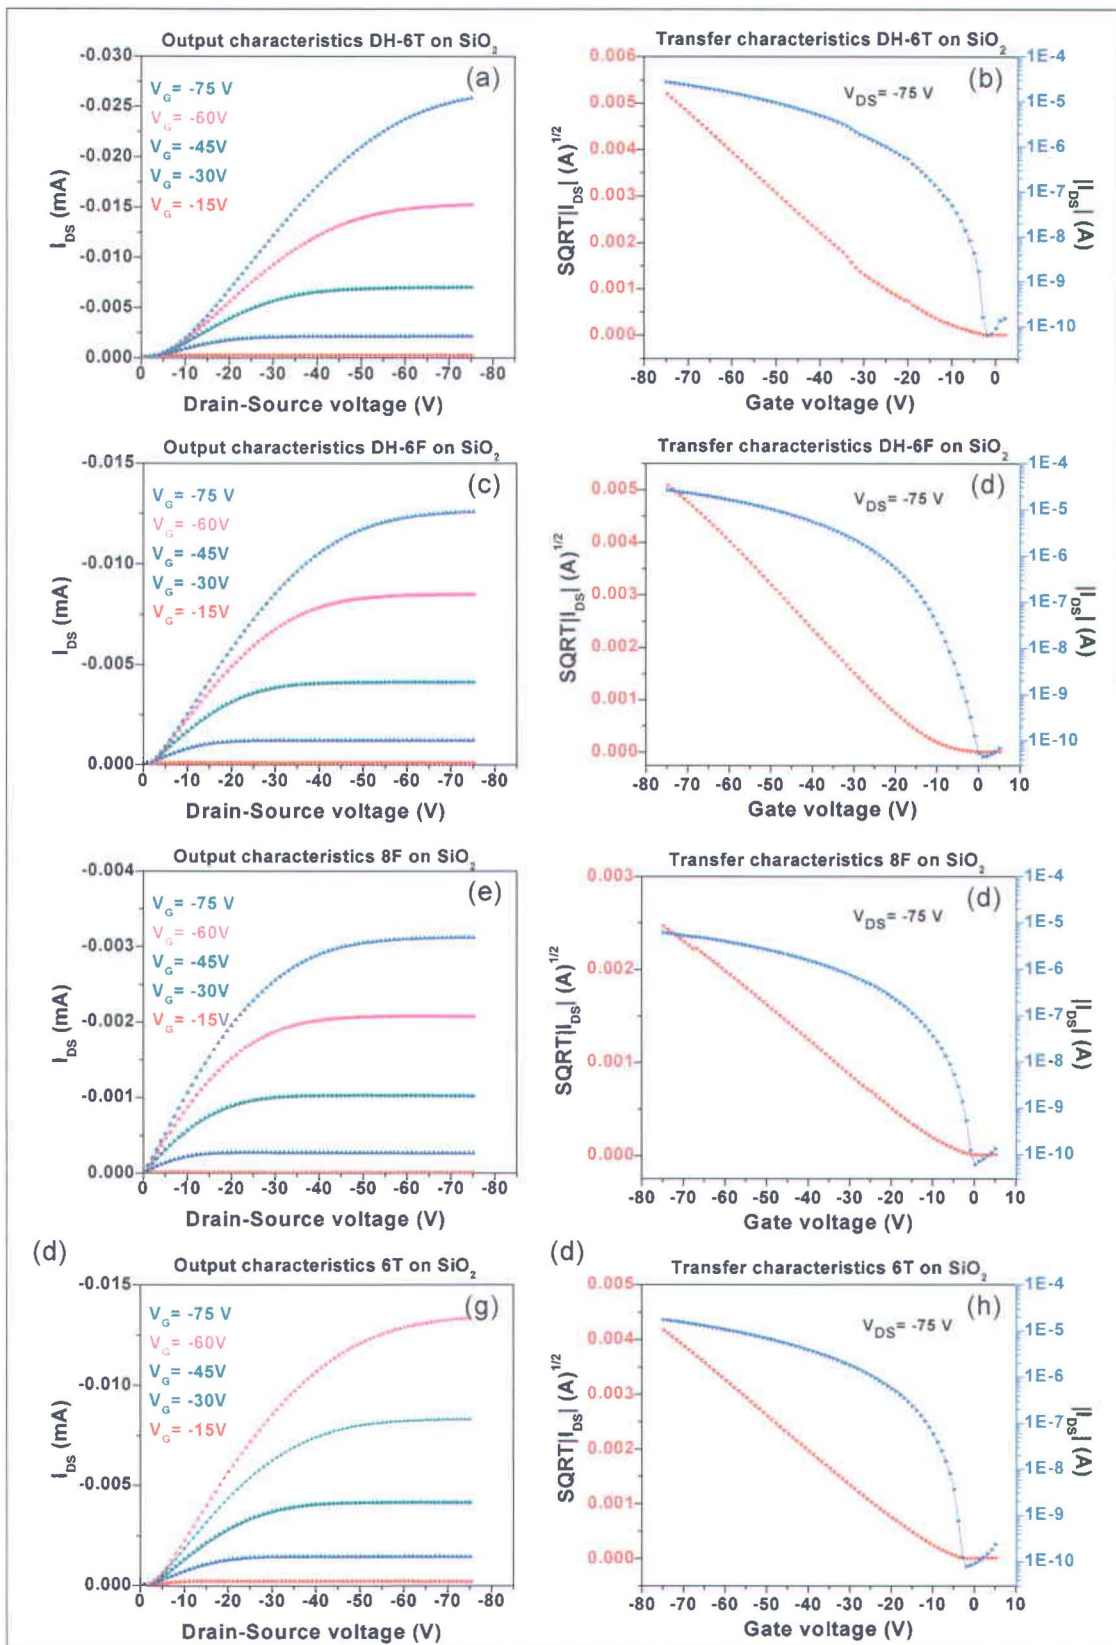 Output characteristics DH-6T on SiO2
(a)
VG= -75 V
VG= -60V
VG= -45V
VG= -30V
VG= -15V
-0.030
-0.025
-0.020
-0.015
-0.010
-0.005
0.000
IDS (mA)
0 -10 -20 -30 -40 -50 -60 -70 -80
Drain-Source voltage (V)
Transfer characteristics DH-6T on SiO2
(b)
VDS= -75 V
0.006
0.005
0.004
0.003
0.002
0.001
0.000
SQRT|IDS| (A)1/2
1E-4
1E-5
1E-6
1E-7
1E-8
1E-9
1E-10
|IDS| (A)
-80 -70 -60 -50 -40 -30 -20 -10 0
Gate voltage (V)
Output characteristics DH-6F on SiO2
(c)
VG= -75 V
VG= -60V
VG= -45V
VG= -30V
VG= -15V
-0.015
-0.010
-0.005
0.000
IDS (mA)
0 -10 -20 -30 -40 -50 -60 -70 -80
Drain-Source voltage (V)
Transfer characteristics DH-6F on SiO2
(d)
VDS= -75 V
0.005
0.004
0.003
0.002
0.001
0.000
SQRT|IDS| (A)1/2
1E-4
1E-5
1E-6
1E-7
1E-8
1E-9
1E-10
|IDS| (A)
-80 -70 -60 -50 -40 -30 -20 -10 0 10
Gate voltage (V)
Output characteristics 8F on SiO2
(e)
VG= -75 V
VG= -60V
VG= -45V
VG= -30V
VG= -15V
-0.004
-0.003
-0.002
-0.001
0.000
IDS (mA)
0 -10 -20 -30 -40 -50 -60 -70 -80
Drain-Source voltage (V)
Transfer characteristics 8F on SiO2
(d)
VDS= -75 V
0.003
0.002
0.001
0.000
SQRT|IDS| (A)1/2
1E-4
1E-5
1E-6
1E-7
1E-8
1E-9
1E-10
|IDS| (A)
-80 -70 -60 -50 -40 -30 -20 -10 0 10
Gate voltage (V)
(d)
Output characteristics 6T on SiO2
(g)
VG= -75 V
VG= -60V
VG= -45V
VG= -30V
VG= -15V
-0.015
-0.010
-0.005
0.000
IDS (mA)
0 -10 -20 -30 -40 -50 -60 -70 -80
Drain-Source voltage (V)
(d)
Transfer characteristics 6T on SiO2
(h)
VDS= -75 V
0.005
0.004
0.003
0.002
0.001
0.000
SQRT|IDS| (A)1/2
1E-4
1E-5
1E-6
1E-7
1E-8
1E-9
1E-10
|IDS| (A)
-80 -70 -60 -50 -40 -30 -20 -10 0 10
Gate voltage (V)